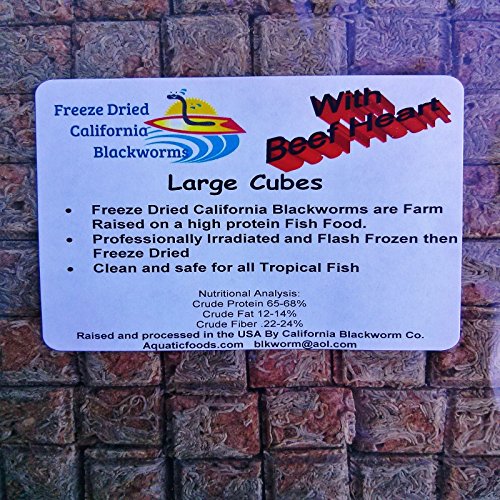 Freeze Dried
California
Blackworms
With
Beef Heart
Large Cubes
• Freeze Dried California Blackworms are Farm
Raised on a high protein Fish Food.
• Professionally Irradiated and Flash Frozen then
Freeze Dried
• Clean and safe for all Tropical Fish
Nutritional Analysis:
Crude Protein 65-68%
Crude Fat 12-14%
Crude Fiber .22-24%
Raised and processed in the USA By California Blackworm Co.
Aquaticfoods.com blkworm@aol.com